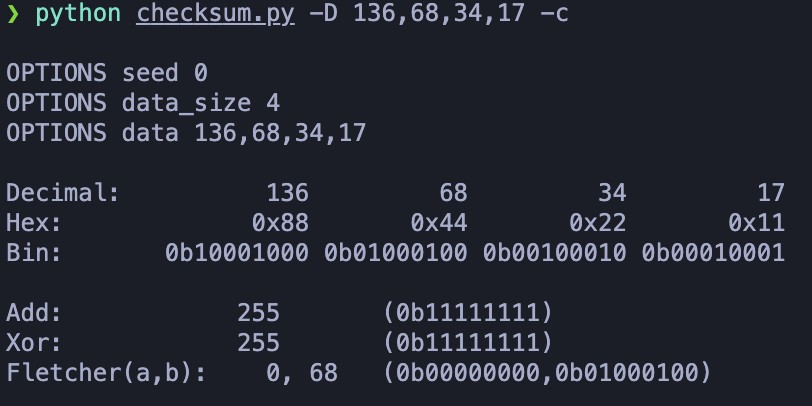 ❯ python checksum.py -D 136,68,34,17 -c
OPTIONS seed 0
OPTIONS data_size 4
OPTIONS data 136,68,34,17
Decimal:          136         68         34         17
Hex:             0x88       0x44       0x22       0x11
Bin:       0b10001000 0b01000100 0b00100010 0b00010001
Add:            255       (0b11111111)
Xor:            255       (0b11111111)
Fletcher(a,b):    0, 68   (0b00000000,0b01000100)